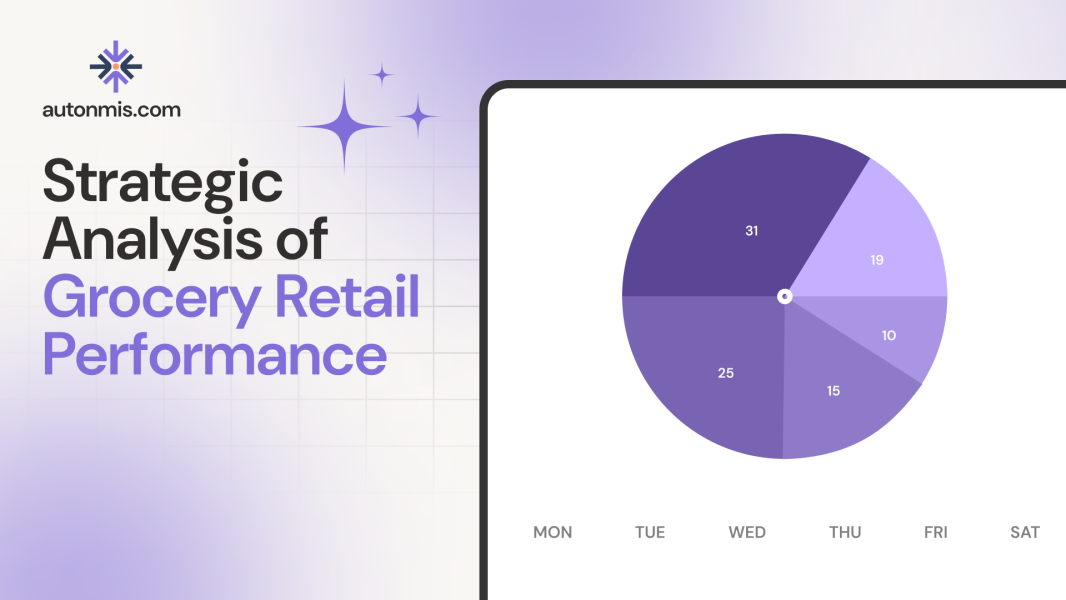 autonmis.com
Strategic
Analysis of
Grocery Retail
Performance
31
19
10
25
15
MON TUE WED THU FRI SAT